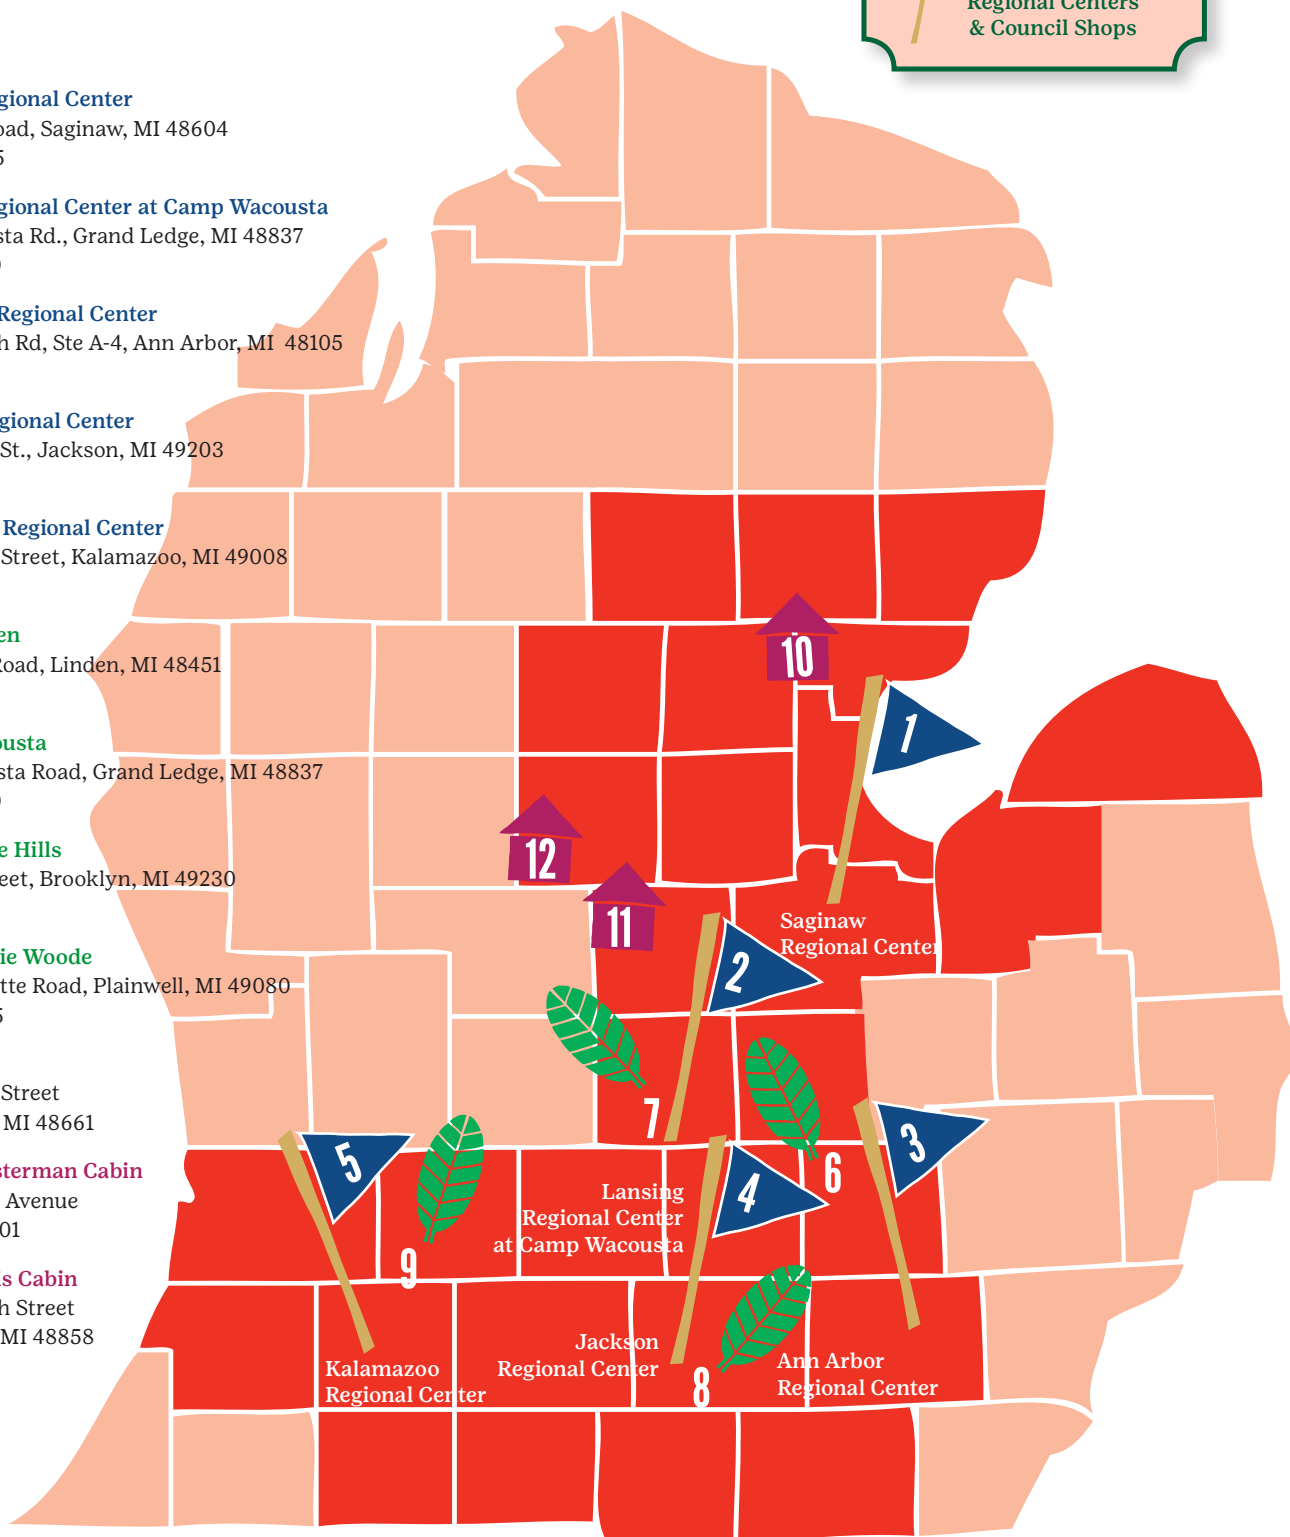 Regional Centers
& Council Shops
gional Center
oad, Saginaw, MI 48604
5
gional Center at Camp Wacousta
sta Rd., Grand Ledge, MI 48837
)
Regional Center
h Rd, Ste A-4, Ann Arbor, MI 48105
gional Center
St., Jackson, MI 49203
Regional Center
Street, Kalamazoo, MI 49008
en
Road, Linden, MI 48451
ousta
sta Road, Grand Ledge, MI 48837
)
e Hills
eet, Brooklyn, MI 49230
ie Woode
tte Road, Plainwell, MI 49080
5
Street
MI 48661
sterman Cabin
Avenue
01
is Cabin
h Street
MI 48858
10
1
12
11
Saginaw
Regional Center
2
7
5
3
6
4
Lansing
Regional Center
at Camp Wacousta
9
Jackson
Regional Center
8
Kalamazoo
Regional Center
Ann Arbor
Regional Center